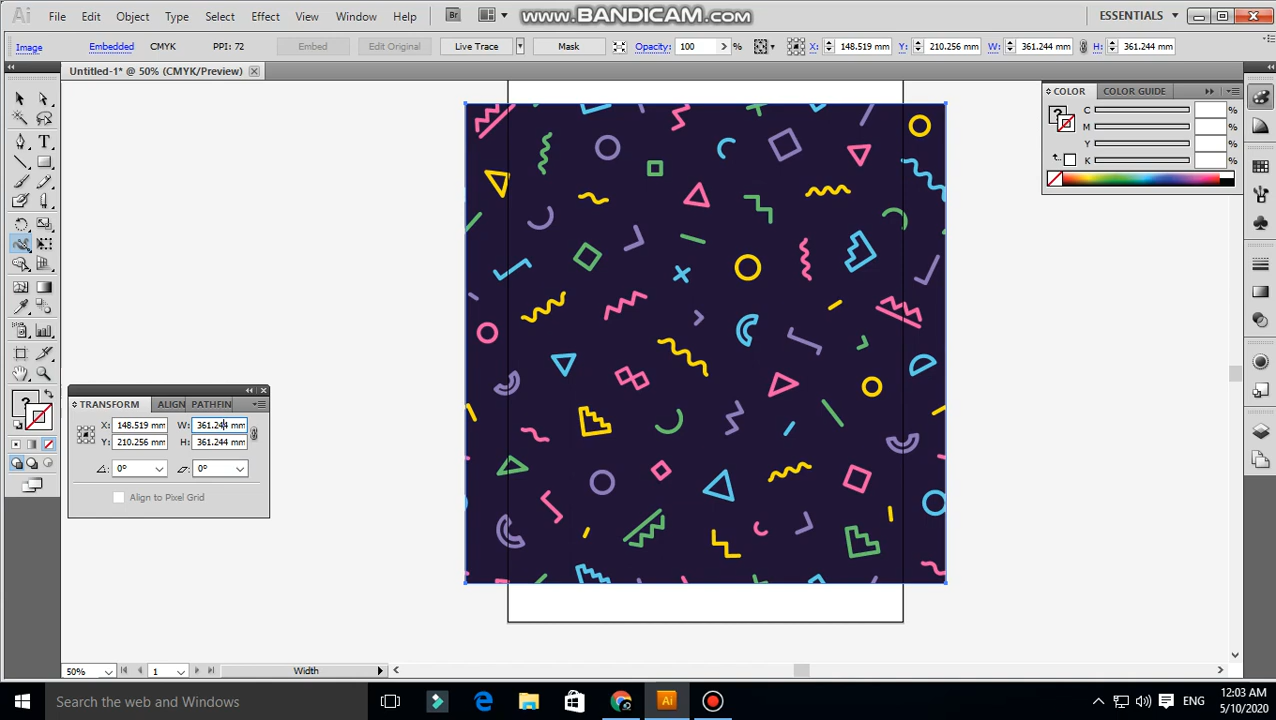 Ai File Edit Object Type Select Effect View Window Help Br www.BANDICAM.com ESSENTIALS
Image Embedded CMYK PPI: 72 Embed Edit Original Live Trace Mask Opacity: 100 % X: 148.519 mm Y: 210.256 mm W: 361.244 mm H: 361.244 mm
Untitled-1* @ 50% (CMYK/Preview)
COLOR COLOR GUIDE
C %
M %
Y %
K %
T
TRANSFORM ALIGN PATHFIN
X: 148.519 mm W: 361.244 mm
Y: 210.256 mm H: 361.244 mm
0° 0°
Align to Pixel Grid
50% 1 Width
Search the web and Windows Ai ENG 12:03 AM
5/10/2020